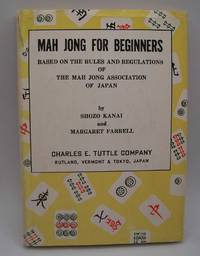 MAH JONG FOR BEGINNERS
BASED ON THE RULES AND REGULATIONS
OF
THE MAH JONG ASSOCIATION
OF JAPAN
by
SHOZO KANAI
and
MARGARET FARRELL
CHARLES E. TUTTLE COMPANY
RUTLAND, VERMONT & TOKYO, JAPAN